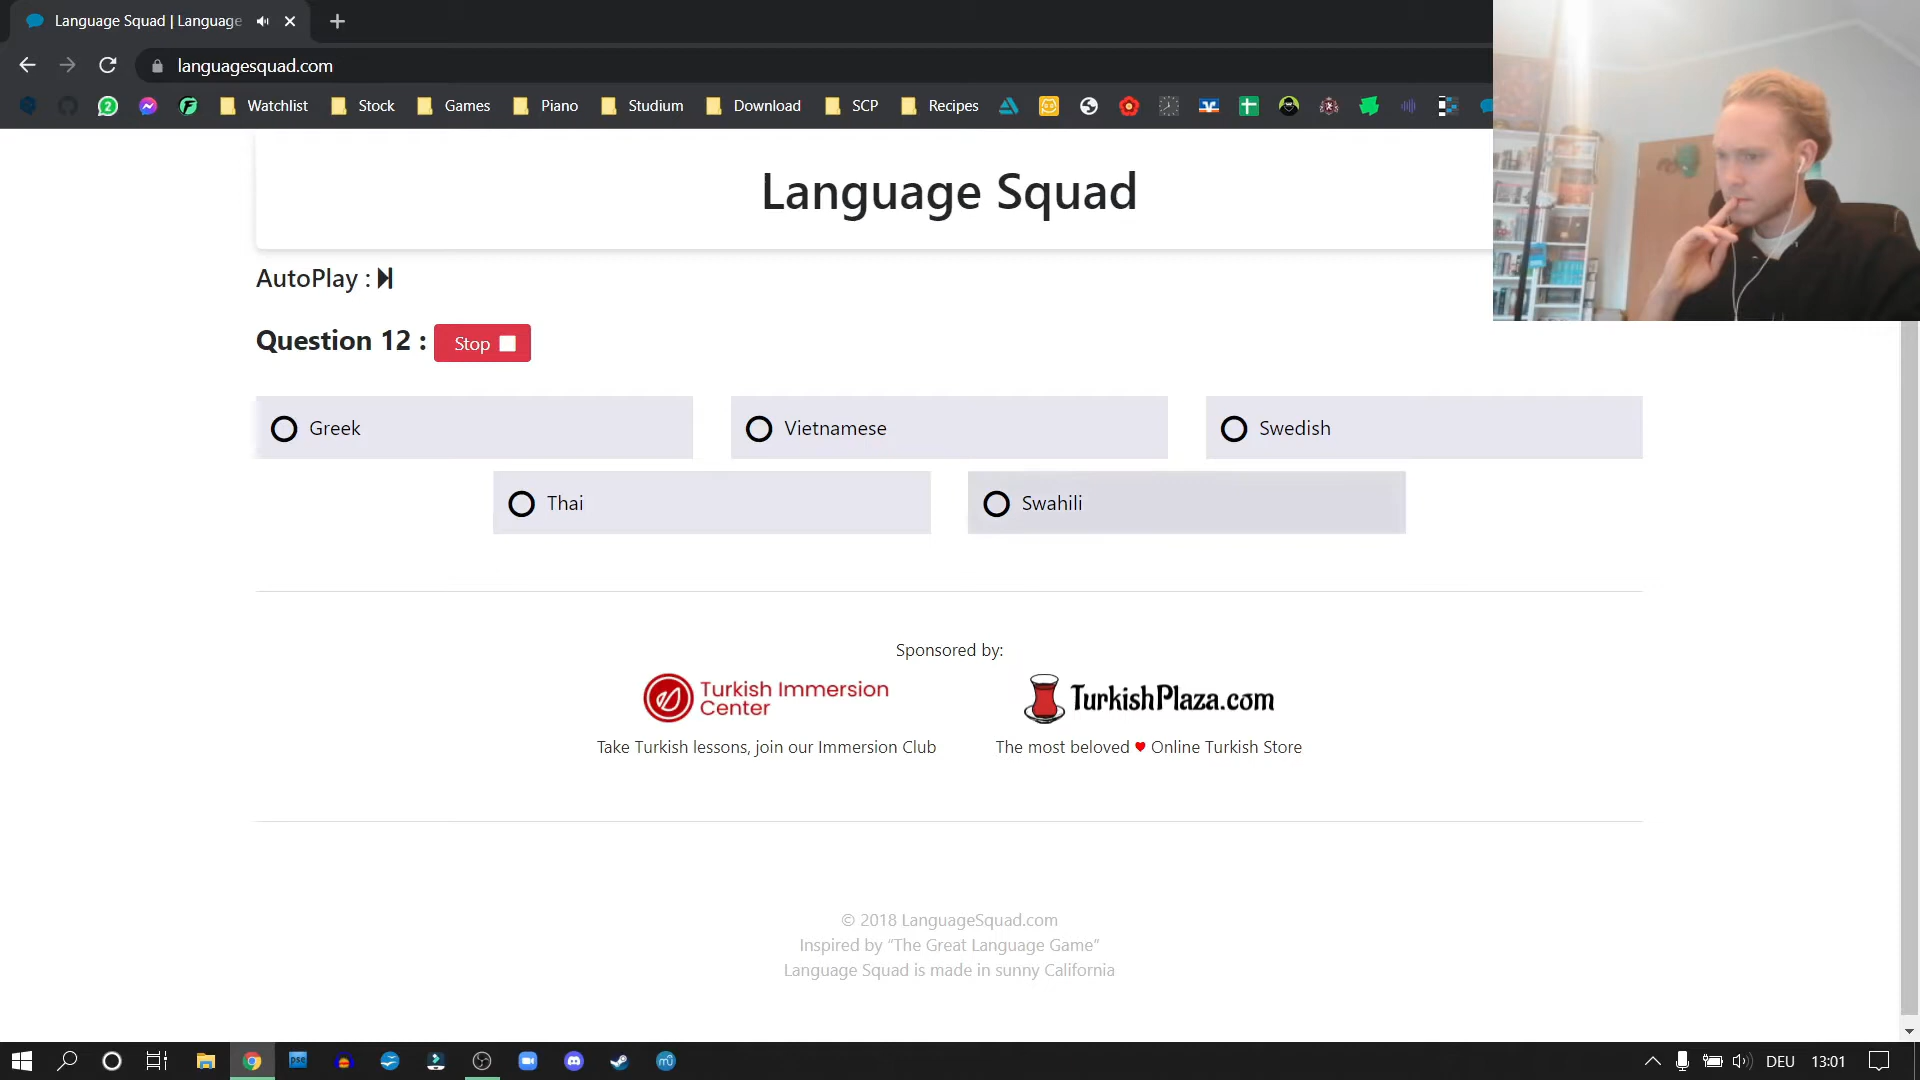 Language Squad | Language
languagesquad.com
Watchlist Stock Games Piano Studium Download SCP Recipes
Language Squad
AutoPlay :
Question 12 : Stop
Greek Vietnamese Swedish
Thai Swahili
Sponsored by:
Turkish Immersion Center TurkishPlaza.com
Take Turkish lessons, join our Immersion Club The most beloved ♥ Online Turkish Store
© 2018 LanguageSquad.com
Inspired by “The Great Language Game”
Language Squad is made in sunny California
DEU 13:01